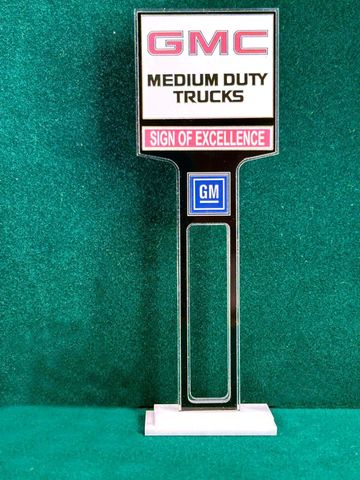 GMC
MEDIUM DUTY
TRUCKS
SIGN OF EXCELLENCE
GM